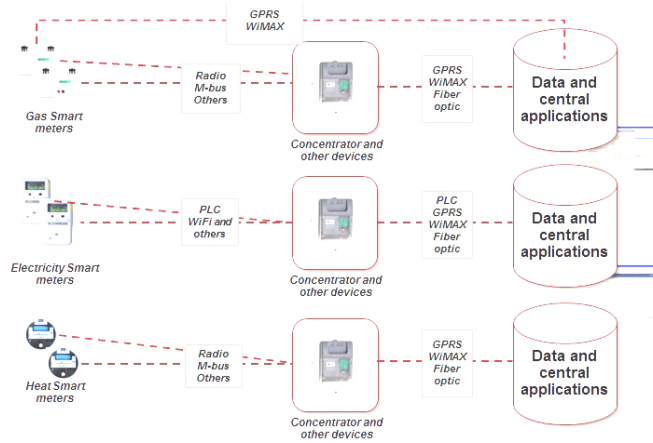 GPRS
WiMAX
Radio
M-bus
Others
GPRS
WiMAX
Fiber
optic
Data and
central
applications
Gas Smart
meters
Concentrator and
other devices
PLC
WiFi and
others
PLC
GPRS
WiMAX
Fiber
optic
Data and
central
applications
Electricity Smart
meters
Concentrator and
other devices
Radio
M-bus
Others
GPRS
WiMAX
Fiber
optic
Data and
central
applications
Heat Smart
meters
Concentrator and
other devices